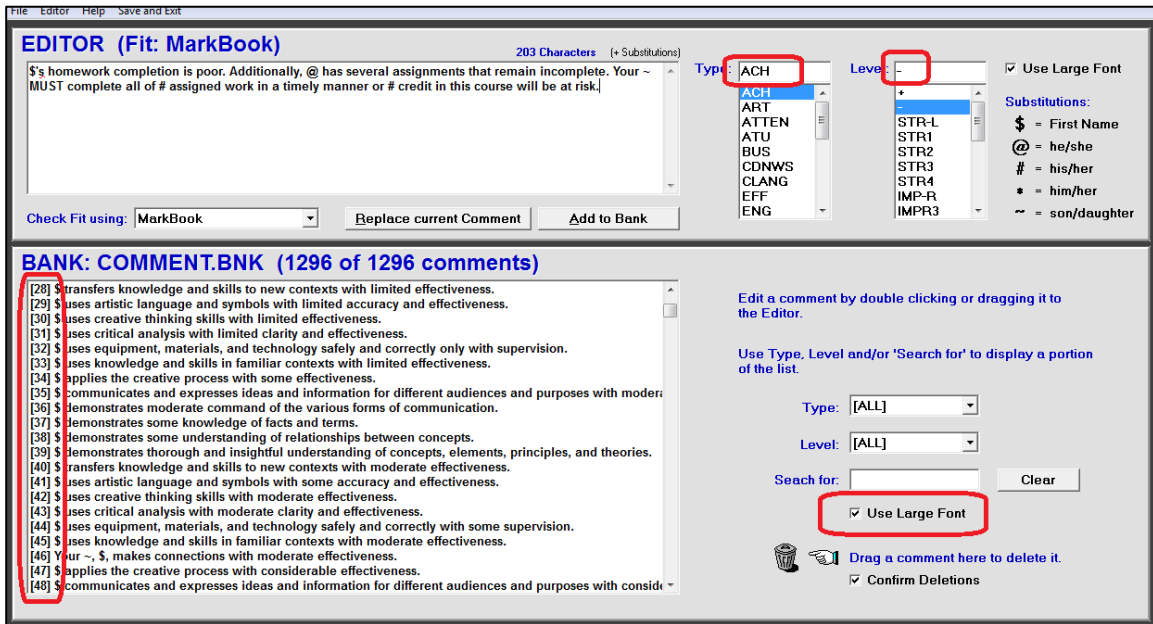 File Editor Help Save and Exit
EDITOR (Fit: MarkBook)
203 Characters (+ Substitutions)
$'s homework completion is poor. Additionally, @ has several assignments that remain incomplete. Your ~
MUST complete all of # assigned work in a timely manner or # credit in this course will be at risk.
Check Fit using: MarkBook
Replace current Comment
Add to Bank
Type: ACH
ACH
ART
ATTEN
ATU
BUS
CDNWS
CLANG
EFF
ENG
Level: -
+
-
STR-L
STR1
STR2
STR3
STR4
IMP-R
IMPR3
Use Large Font
Substitutions:
$ = First Name
@ = he/she
# = his/her
* = him/her
~ = son/daughter
BANK: COMMENT.BNK (1296 of 1296 comments)
[28] $ transfers knowledge and skills to new contexts with limited effectiveness.
[29] $ uses artistic language and symbols with limited accuracy and effectiveness.
[30] $ uses creative thinking skills with limited effectiveness.
[31] $ uses critical analysis with limited clarity and effectiveness.
[32] $ uses equipment, materials, and technology safely and correctly only with supervision.
[33] $ uses knowledge and skills in familiar contexts with limited effectiveness.
[34] $ applies the creative process with some effectiveness.
[35] $ communicates and expresses ideas and information for different audiences and purposes with modera
[36] $ demonstrates moderate command of the various forms of communication.
[37] $ demonstrates some knowledge of facts and terms.
[38] $ demonstrates some understanding of relationships between concepts.
[39] $ demonstrates thorough and insightful understanding of concepts, elements, principles, and theories.
[40] $ transfers knowledge and skills to new contexts with moderate effectiveness.
[41] $ uses artistic language and symbols with some accuracy and effectiveness.
[42] $ uses creative thinking skills with moderate effectiveness.
[43] $ uses critical analysis with moderate clarity and effectiveness.
[44] $ uses equipment, materials, and technology safely and correctly with some supervision.
[45] $ uses knowledge and skills in familiar contexts with moderate effectiveness.
[46] Your ~, $, makes connections with moderate effectiveness.
[47] $ applies the creative process with considerable effectiveness.
[48] $ communicates and expresses ideas and information for different audiences and purposes with conside
Edit a comment by double clicking or dragging it to
the Editor.
Use Type, Level and/or 'Search for' to display a portion
of the list.
Type: [ALL]
Level: [ALL]
Seach for:
Clear
Use Large Font
Drag a comment here to delete it.
Confirm Deletions